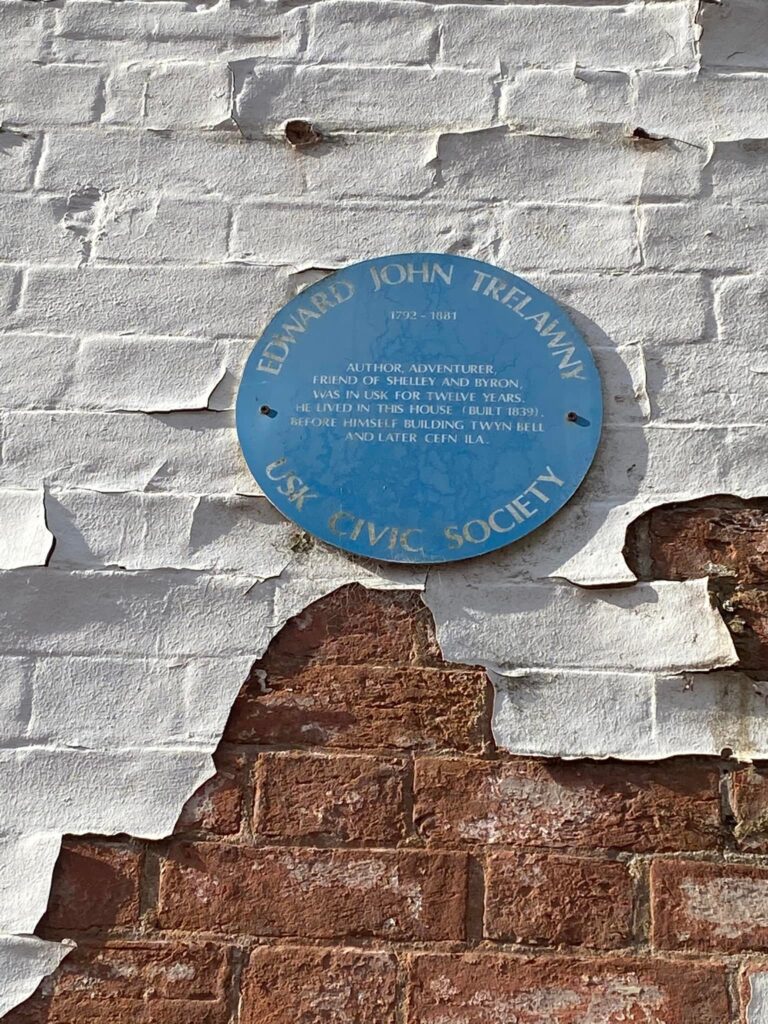 EDWARD JOHN TRELAWNY
1792 - 1881
AUTHOR, ADVENTURER,
FRIEND OF SHELLEY AND BYRON,
WAS IN USK FOR TWELVE YEARS.
HE LIVED IN THIS HOUSE (BUILT 1839),
BEFORE HIMSELF BUILDING TWYN BELL
AND LATER CEFN ILA.
USK CIVIC SOCIETY